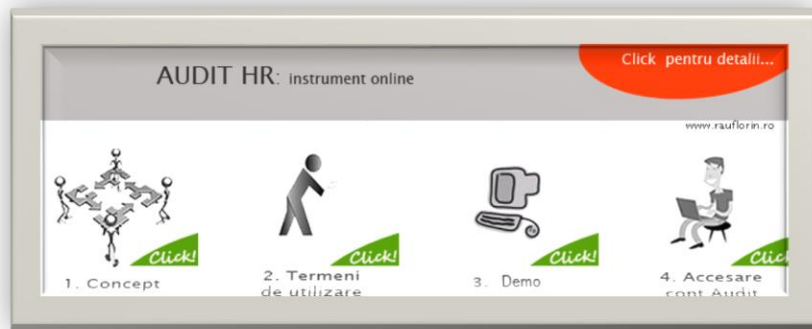 AUDIT HR: instrument online
Click pentru detalii...
www.rauflorin.ro
Click!
Click!
Click!
Click
1. Concept
2. Termeni
de utilizare
3. Demo
4. Accesare
cont Audit